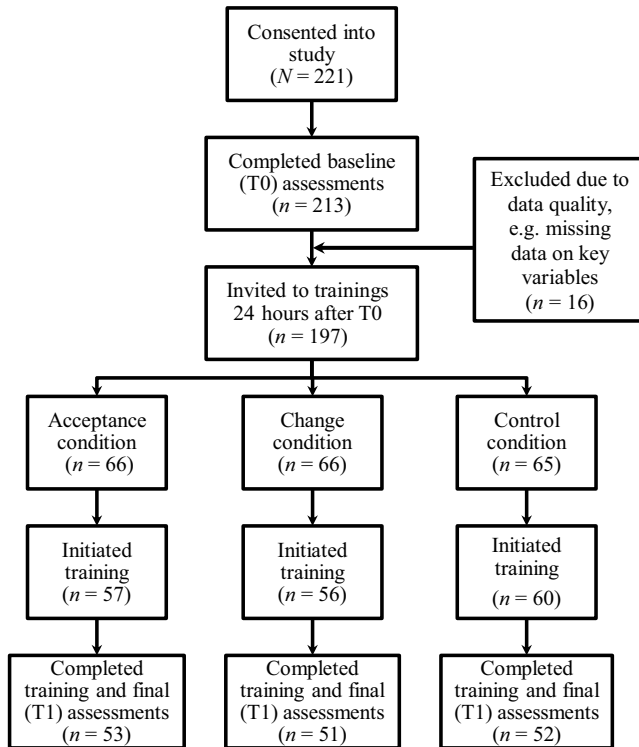 Consented into
study
(N = 221)
Completed baseline
(T0) assessments
(n = 213)
Excluded due to
data quality,
e.g. missing
data on key
variables
(n = 16)
Invited to trainings
24 hours after T0
(n = 197)
Acceptance
condition
(n = 66)
Change
condition
(n = 66)
Control
condition
(n = 65)
Initiated
training
(n = 57)
Initiated
training
(n = 56)
Initiated
training
(n = 60)
Completed
training and final
(T1) assessments
(n = 53)
Completed
training and final
(T1) assessments
(n = 51)
Completed
training and final
(T1) assessments
(n = 52)